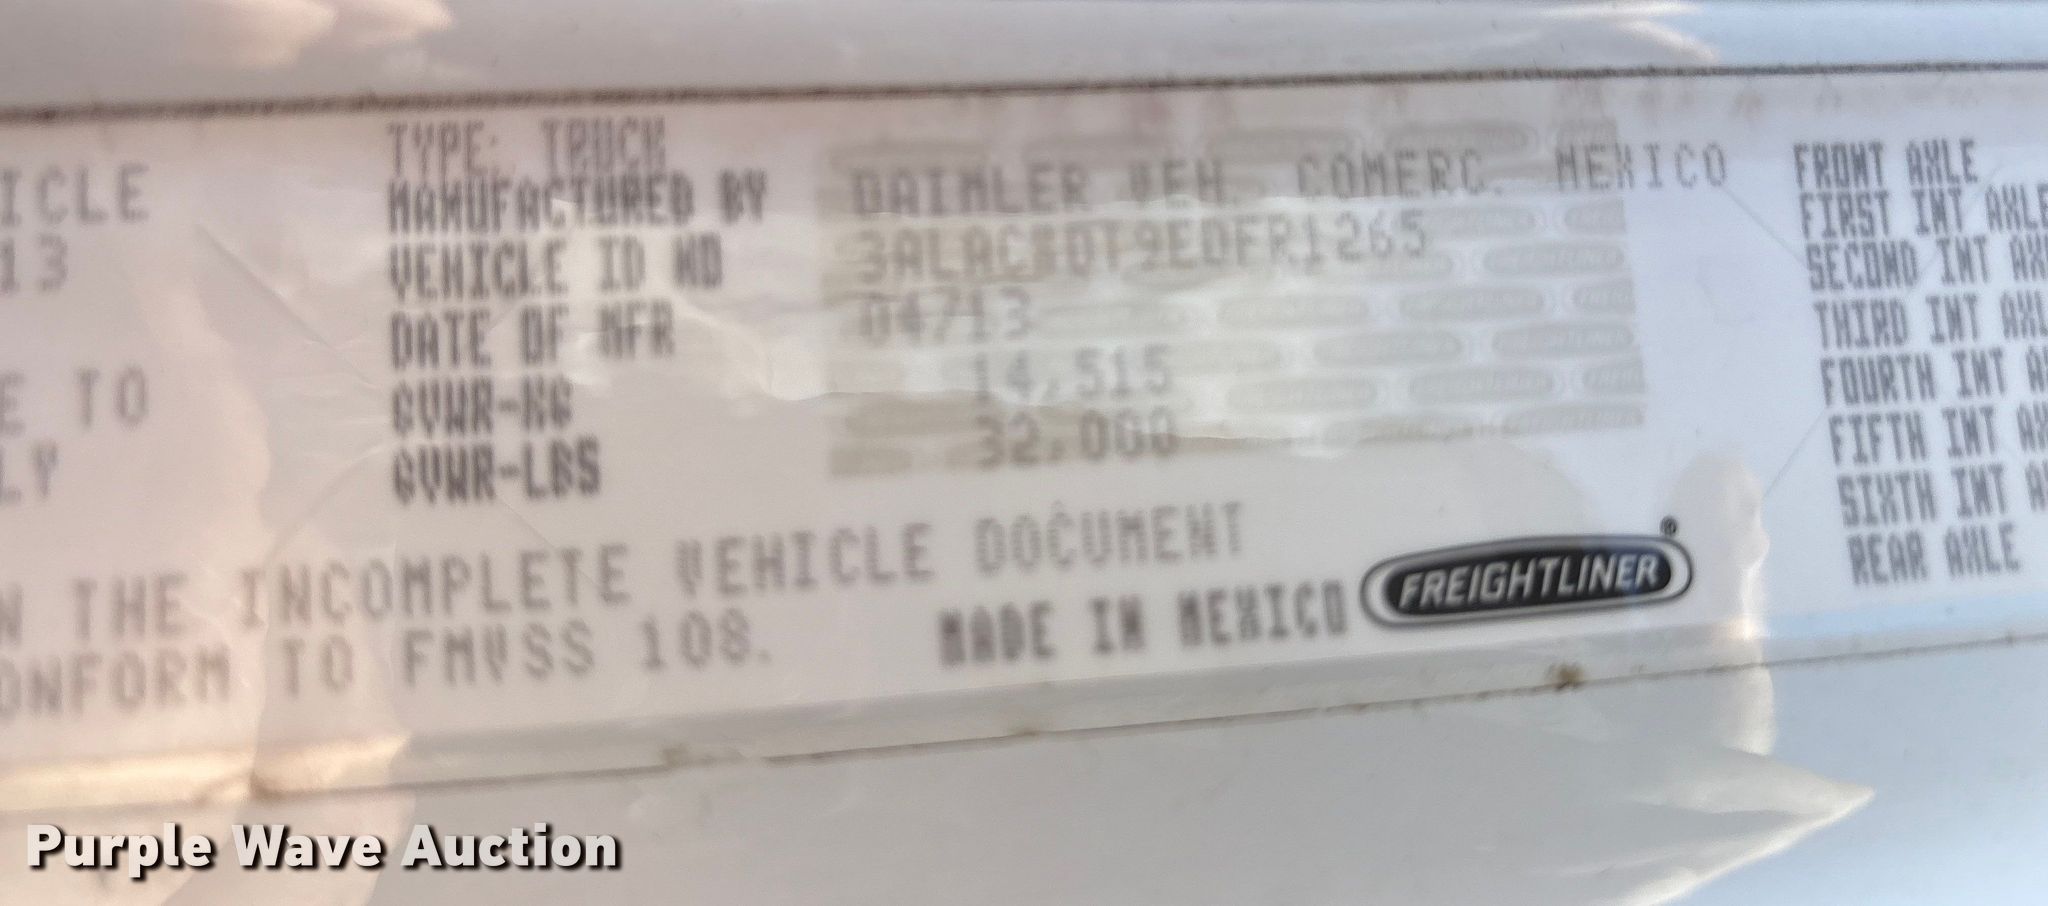 ICLE
13
E TO
LY
TYPE: TRUCK
MANUFACTURED BY DAIMLER VEH. COMERC. MEXICO
VEHICLE ID NO 3ALACXDT9EDFR1265
DATE OF MFR 04/13
GVWR-KG 14,515
GVWR-LBS 32,000
N THE INCOMPLETE VEHICLE DOCUMENT
ONFORM TO FMVSS 108.
MADE IN MEXICO
FREIGHTLINER®
FRONT AXLE
FIRST INT AXLE
SECOND INT AX
THIRD INT AXL
FOURTH INT A
FIFTH INT AX
SIXTH INT A
REAR AXLE
Purple Wave Auction